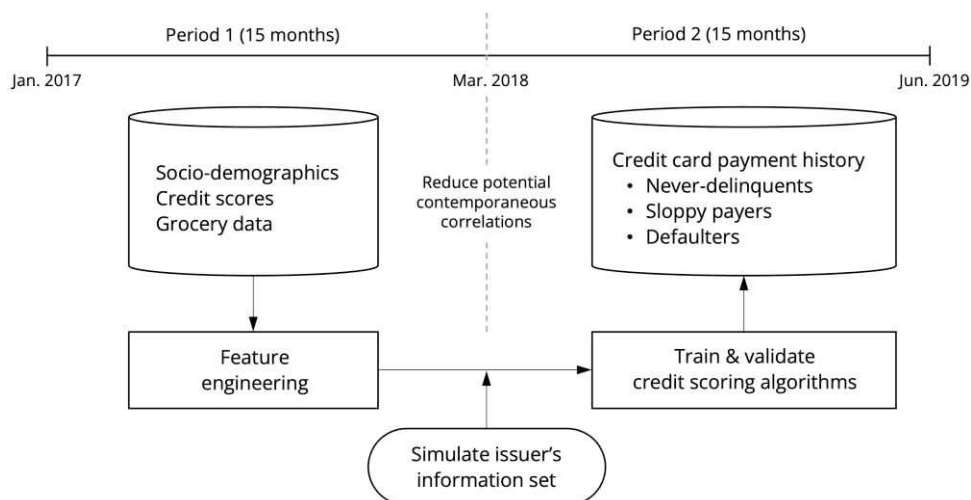 Period 1 (15 months)
Period 2 (15 months)
Jan. 2017
Mar. 2018
Jun. 2019
Socio-demographics
Credit scores
Grocery data
Reduce potential
contemporaneous
correlations
Credit card payment history
• Never-delinquents
• Sloppy payers
• Defaulters
Feature
engineering
Train & validate
credit scoring algorithms
Simulate issuer’s
information set